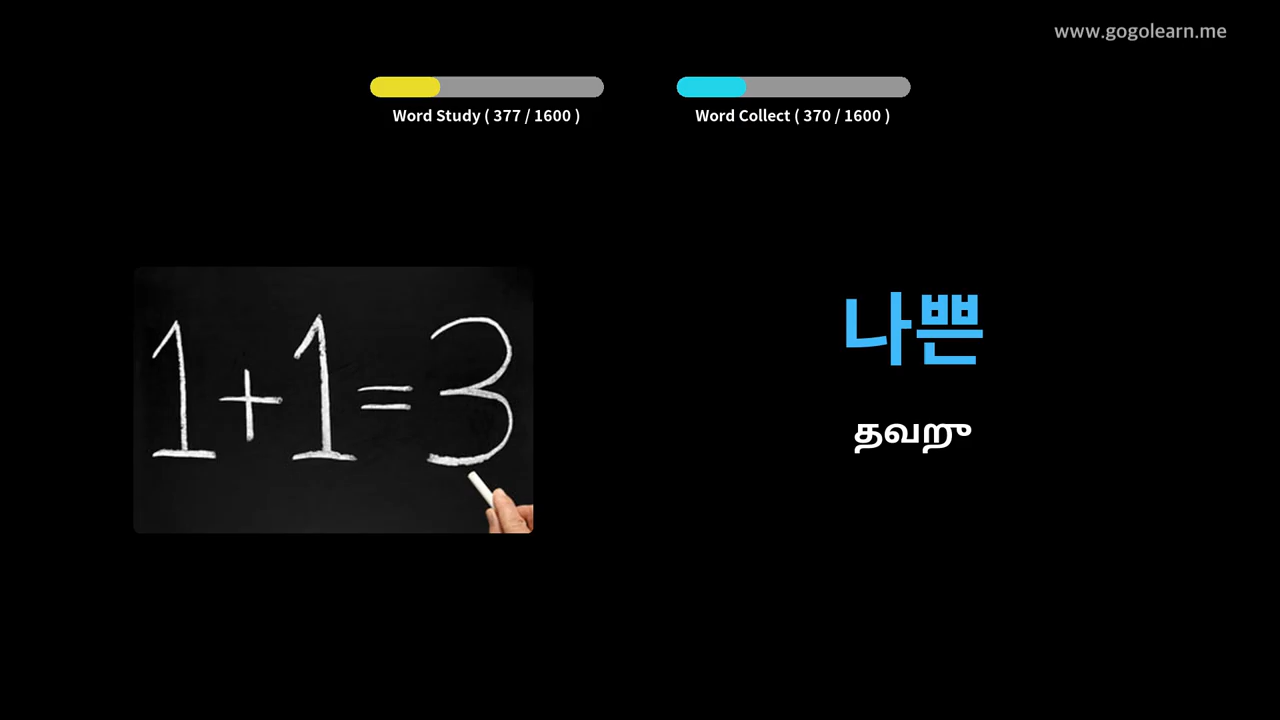 www.gogolearn.me
Word Study ( 377 / 1600 )
Word Collect ( 370 / 1600 )
1+1=3
나쁜
தவறு